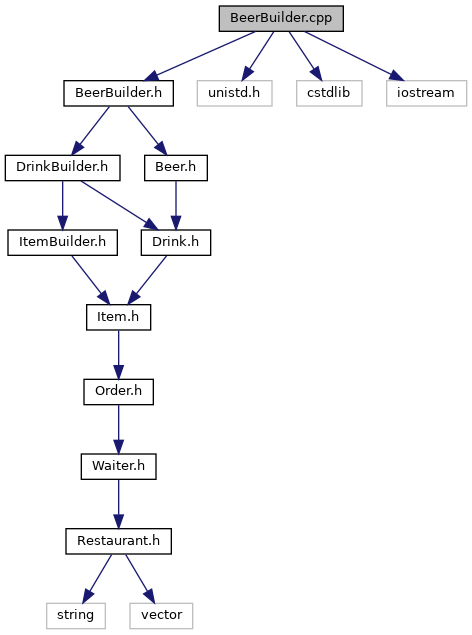 BeerBuilder.cpp
BeerBuilder.h
unistd.h
cstdlib
iostream
DrinkBuilder.h
Beer.h
ItemBuilder.h
Drink.h
Item.h
Order.h
Waiter.h
Restaurant.h
string
vector